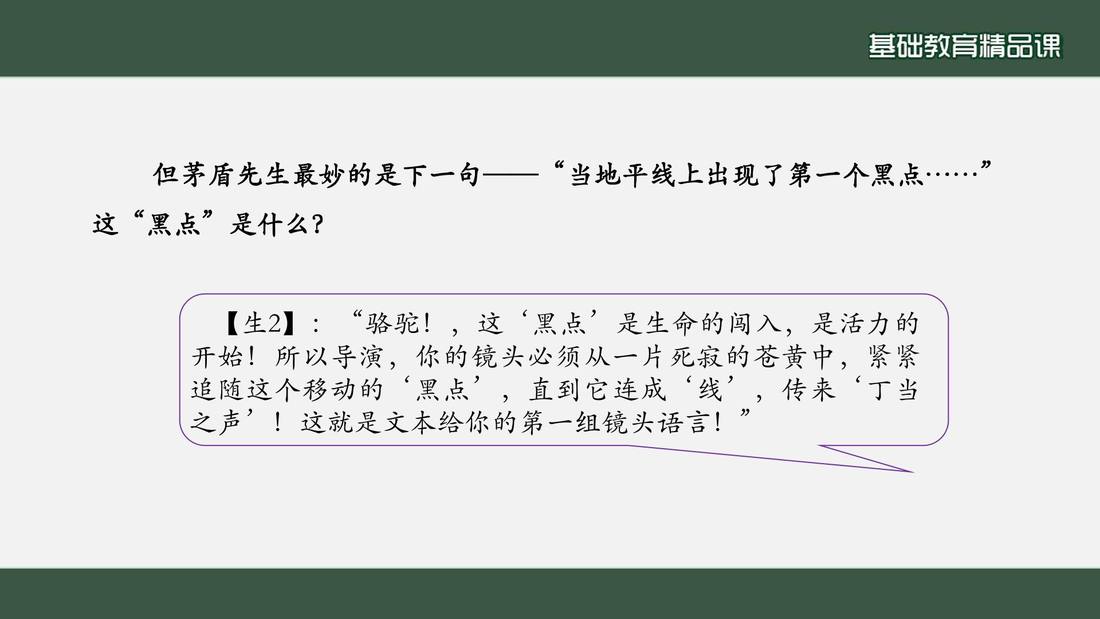 基础教育精品课
但茅盾先生最妙的是下一句——“当地平线上出现了第一个黑点……”
这“黑点”是什么？
【生2】：“骆驼！，这‘黑点’是生命的闯入，是活力的
开始！所以导演，你的镜头必须从一片死寂的苍黄中，紧紧
追随这个移动的‘黑点’，直到它连成‘线’，传来‘丁当
之声’！这就是文本给你的第一组镜头语言！”